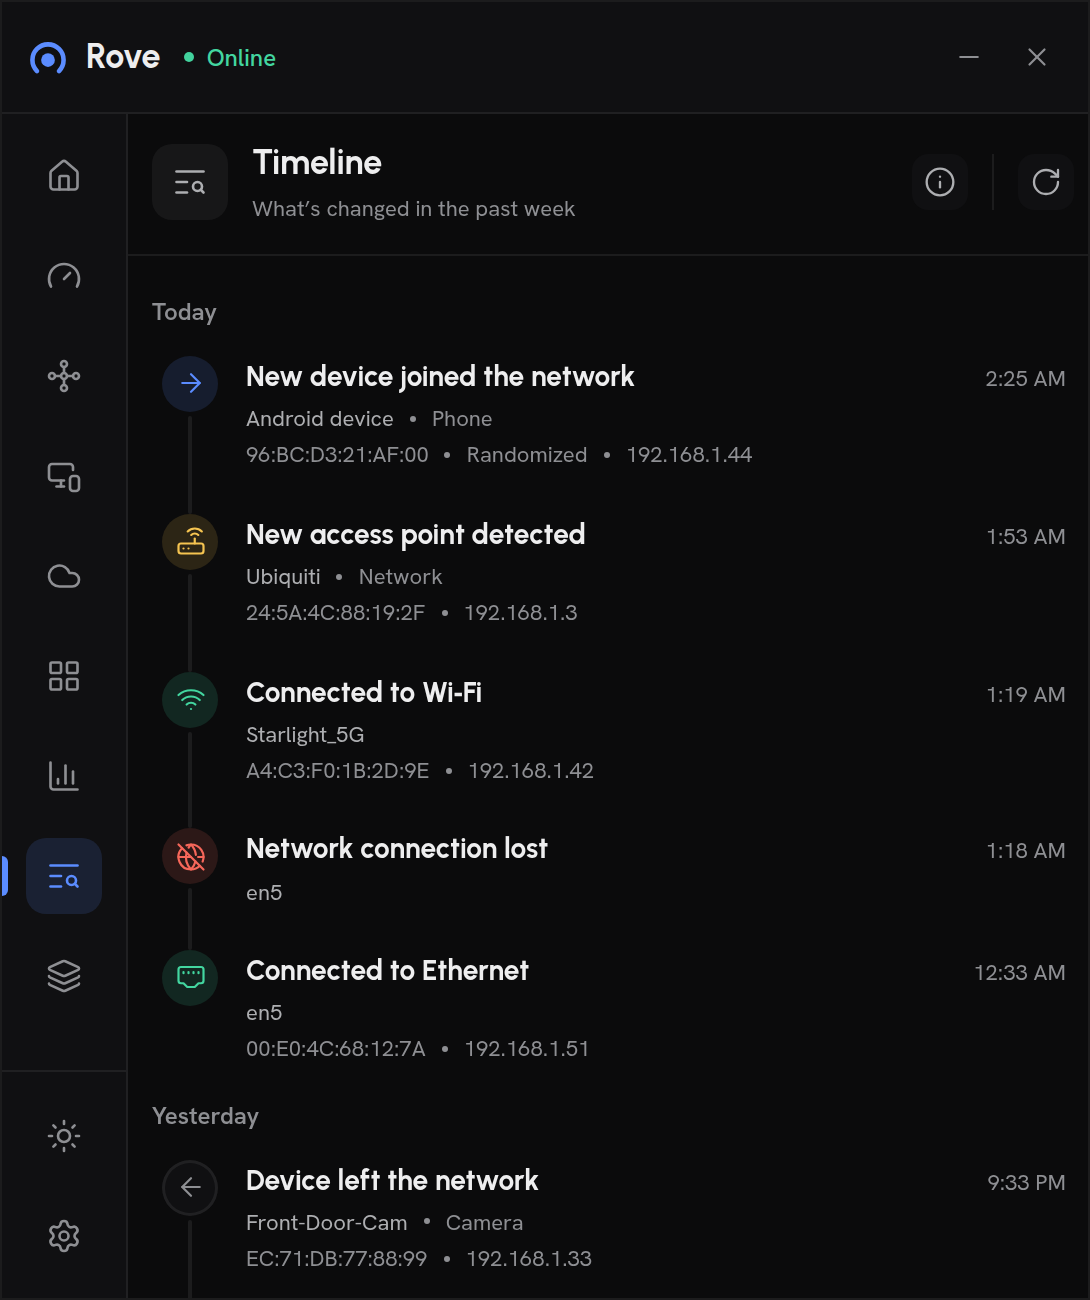 Rove • Online
Timeline
What’s changed in the past week
Today
New device joined the network 2:25 AM
Android device • Phone
96:BC:D3:21:AF:00 • Randomized • 192.168.1.44
New access point detected 1:53 AM
Ubiquiti • Network
24:5A:4C:88:19:2F • 192.168.1.3
Connected to Wi-Fi 1:19 AM
Starlight_5G
A4:C3:F0:1B:2D:9E • 192.168.1.42
Network connection lost 1:18 AM
en5
Connected to Ethernet 12:33 AM
en5
00:E0:4C:68:12:7A • 192.168.1.51
Yesterday
Device left the network 9:33 PM
Front-Door-Cam • Camera
EC:71:DB:77:88:99 • 192.168.1.33